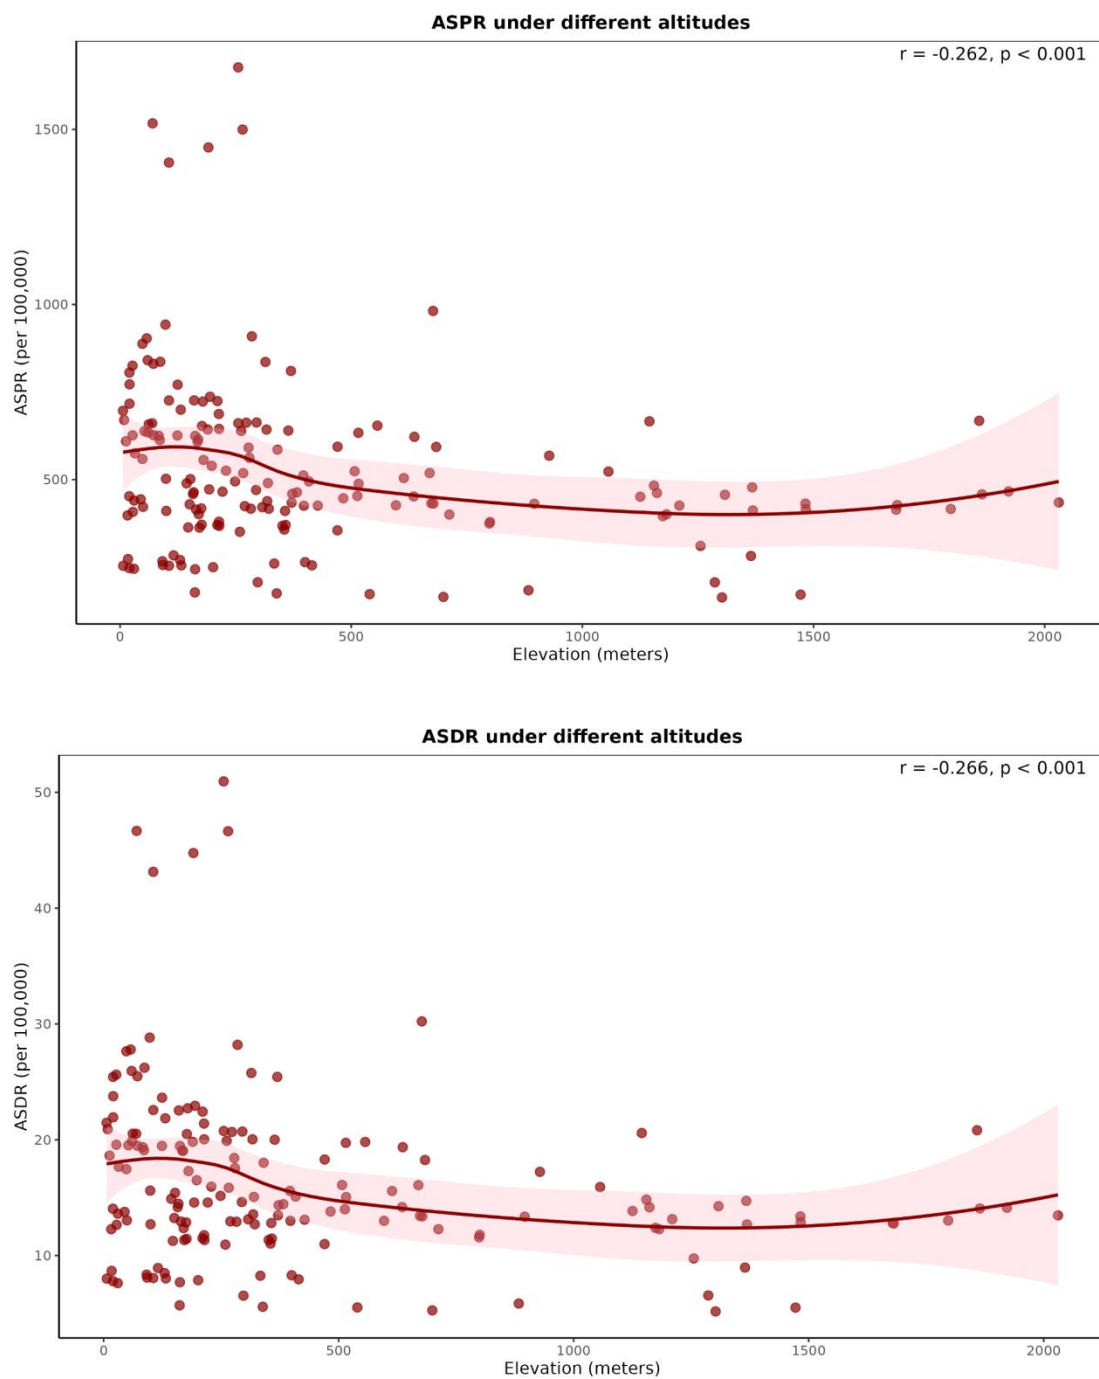 ASPR under different altitudes
r = -0.262, p < 0.001
1500
1000
500
ASPR (per 100,000)
0 500 1000 1500 2000
Elevation (meters)
ASDR under different altitudes
r = -0.266, p < 0.001
50
40
30
20
10
ASDR (per 100,000)
0 500 1000 1500 2000
Elevation (meters)